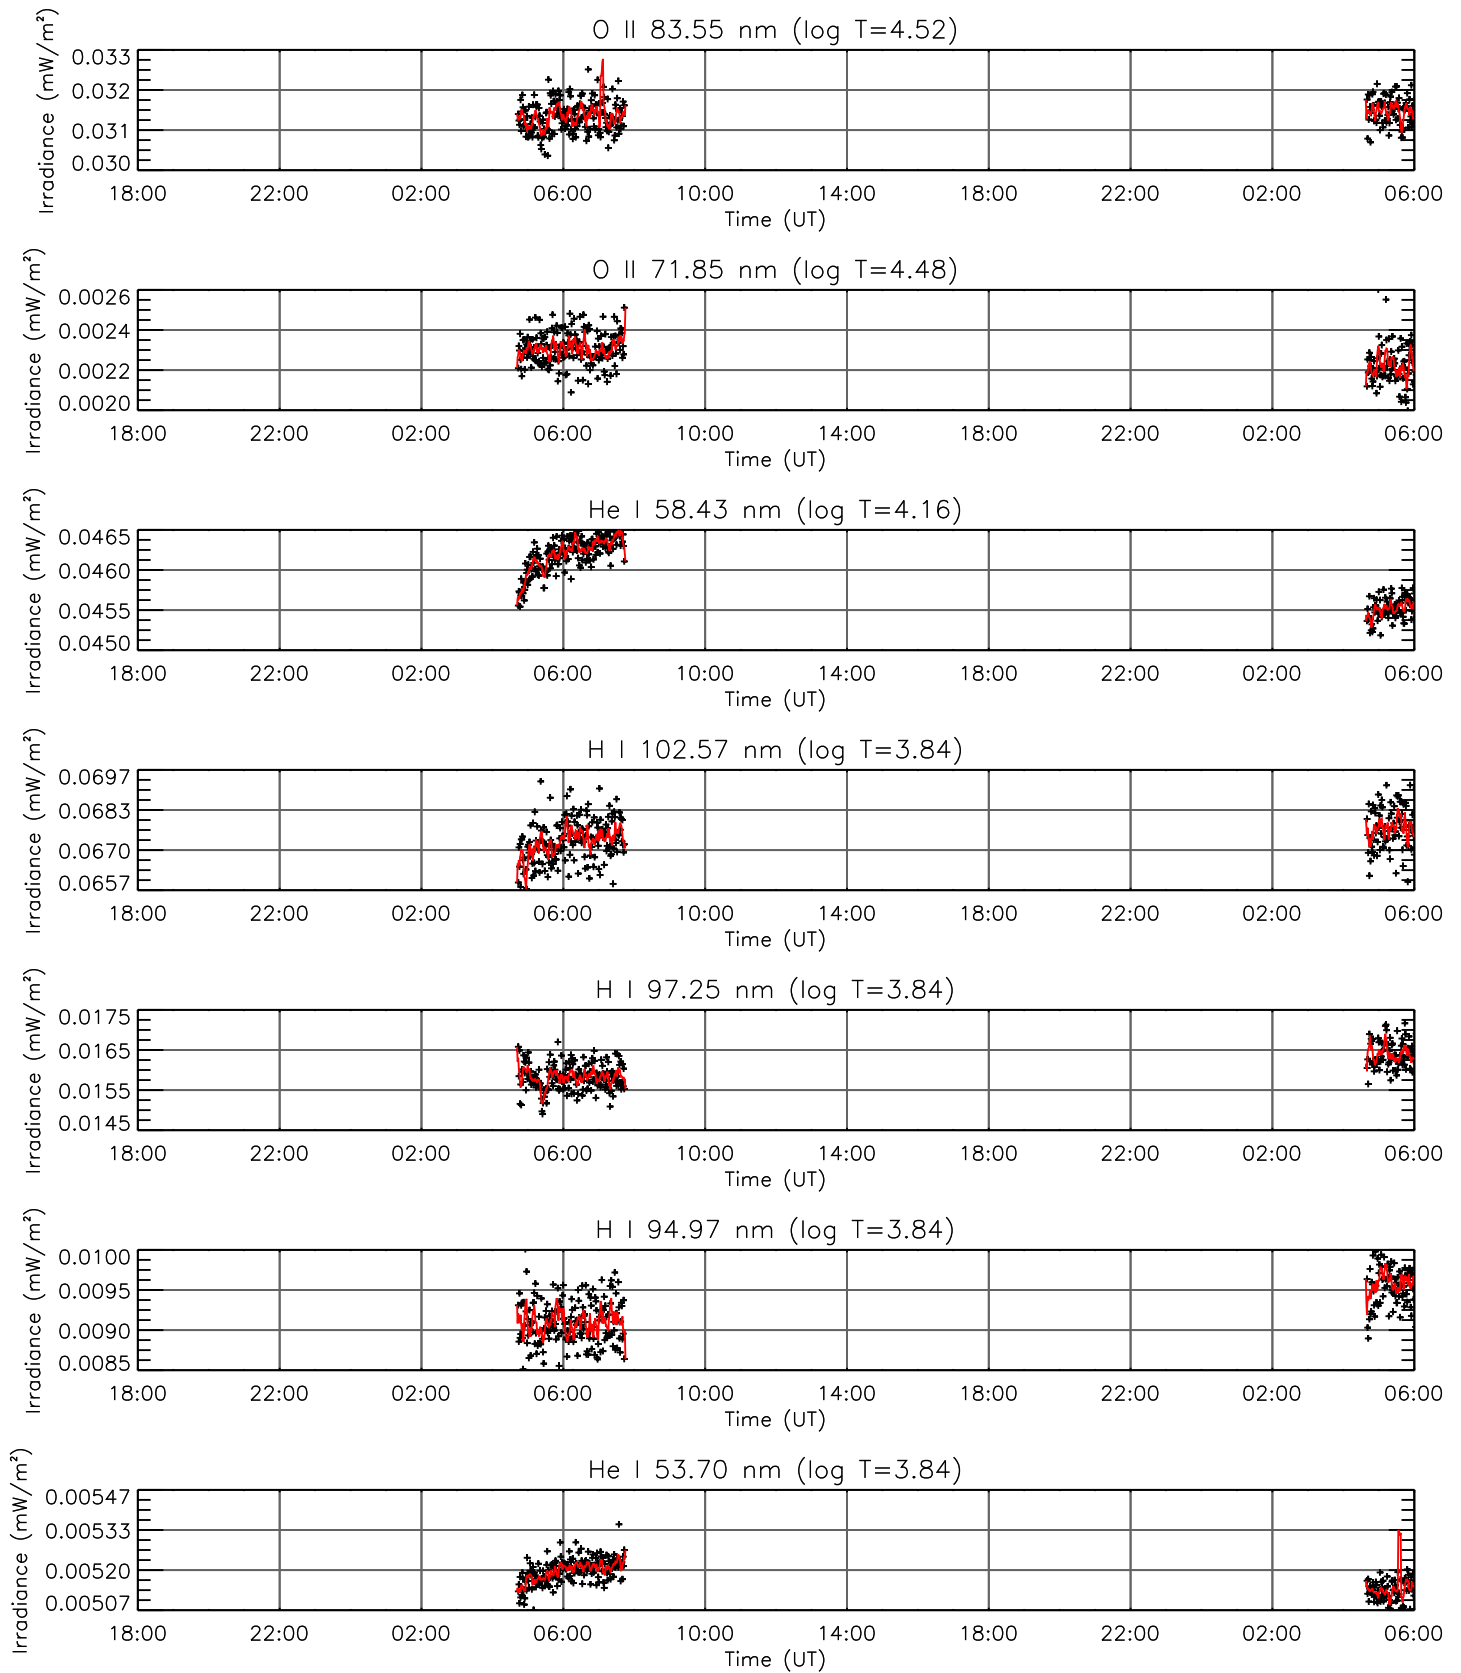 O II 83.55 nm (log T=4.52)
Irradiance (mW/m²)
0.033
0.032
0.031
0.030
18:00 22:00 02:00 06:00 10:00 14:00 18:00 22:00 02:00 06:00
Time (UT)
O II 71.85 nm (log T=4.48)
Irradiance (mW/m²)
0.0026
0.0024
0.0022
0.0020
18:00 22:00 02:00 06:00 10:00 14:00 18:00 22:00 02:00 06:00
Time (UT)
He I 58.43 nm (log T=4.16)
Irradiance (mW/m²)
0.0465
0.0460
0.0455
0.0450
18:00 22:00 02:00 06:00 10:00 14:00 18:00 22:00 02:00 06:00
Time (UT)
H I 102.57 nm (log T=3.84)
Irradiance (mW/m²)
0.0697
0.0683
0.0670
0.0657
18:00 22:00 02:00 06:00 10:00 14:00 18:00 22:00 02:00 06:00
Time (UT)
H I 97.25 nm (log T=3.84)
Irradiance (mW/m²)
0.0175
0.0165
0.0155
0.0145
18:00 22:00 02:00 06:00 10:00 14:00 18:00 22:00 02:00 06:00
Time (UT)
H I 94.97 nm (log T=3.84)
Irradiance (mW/m²)
0.0100
0.0095
0.0090
0.0085
18:00 22:00 02:00 06:00 10:00 14:00 18:00 22:00 02:00 06:00
Time (UT)
He I 53.70 nm (log T=3.84)
Irradiance (mW/m²)
0.00547
0.00533
0.00520
0.00507
18:00 22:00 02:00 06:00 10:00 14:00 18:00 22:00 02:00 06:00
Time (UT)